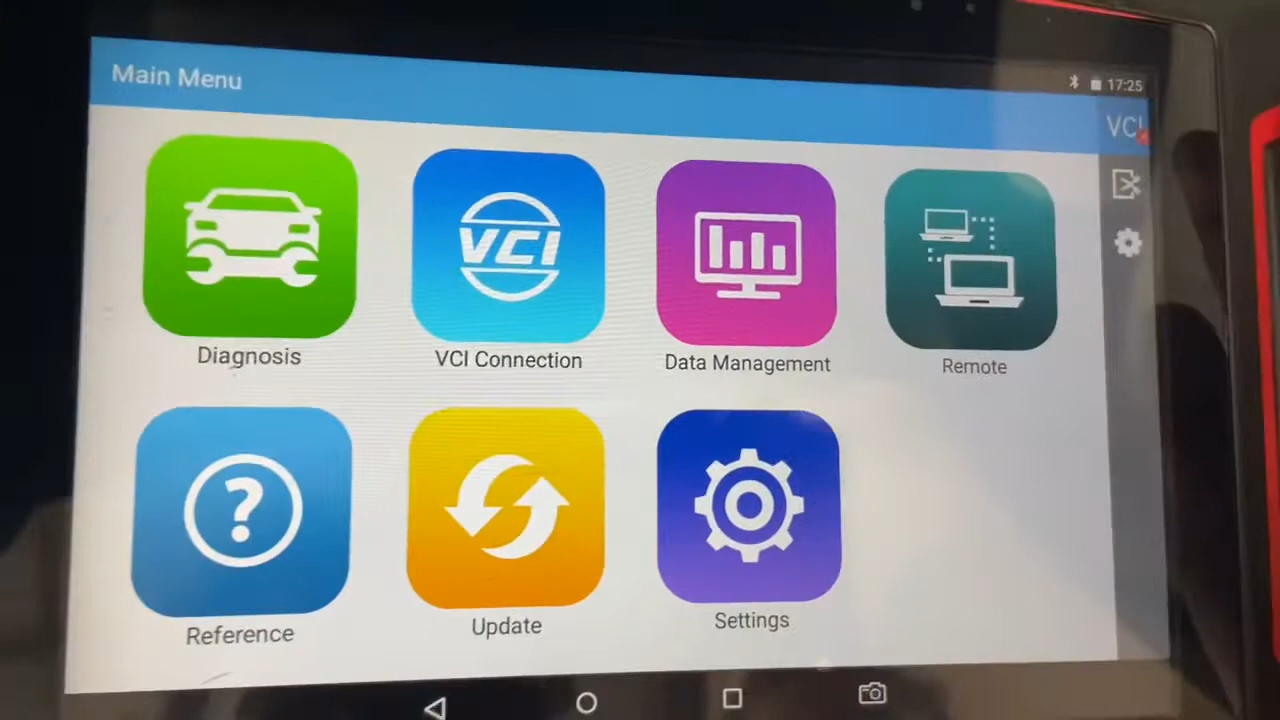 Main Menu
17:25
VCI
VCI
Diagnosis
VCI Connection
Data Management
Remote
?
Reference
Update
Settings